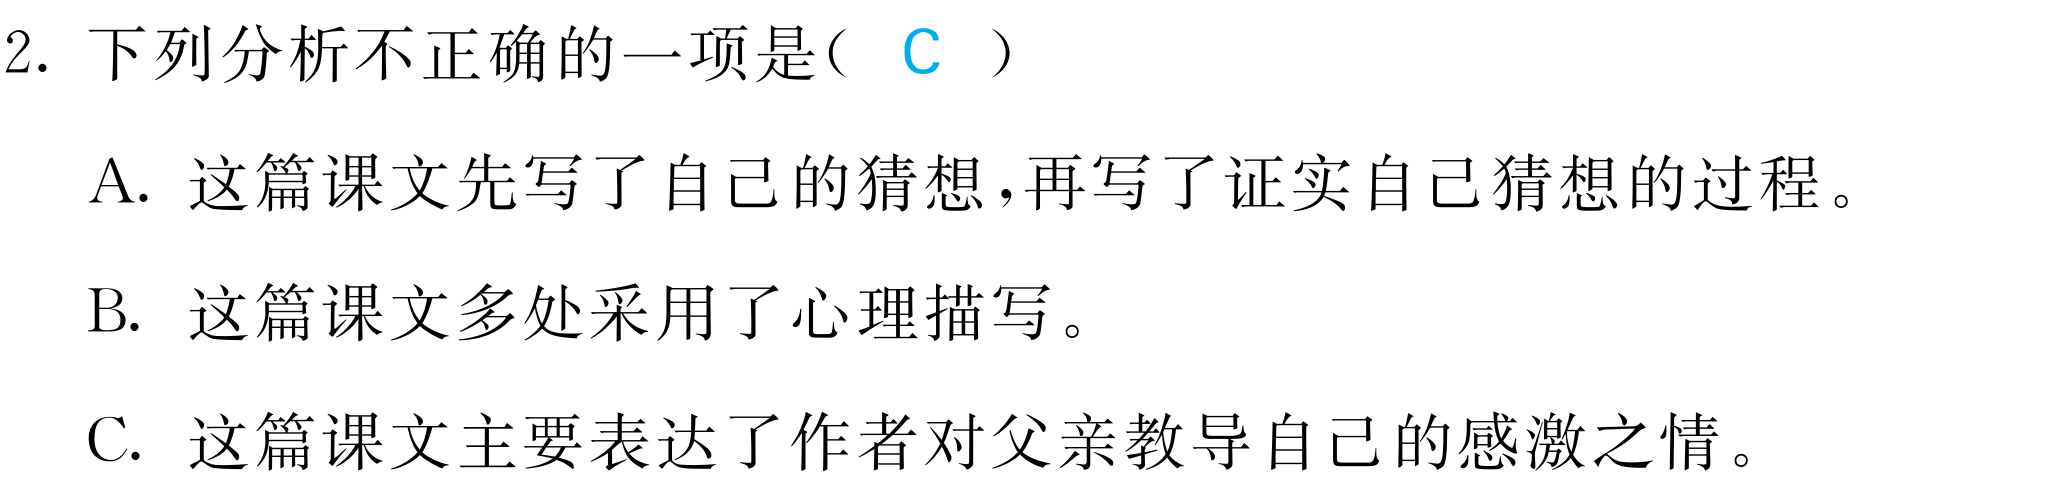 2. 下列分析不正确的一项是( C )
A. 这篇课文先写了自己的猜想,再写了证实自己猜想的过程。
B. 这篇课文多处采用了心理描写。
C. 这篇课文主要表达了作者对父亲教导自己的感激之情。